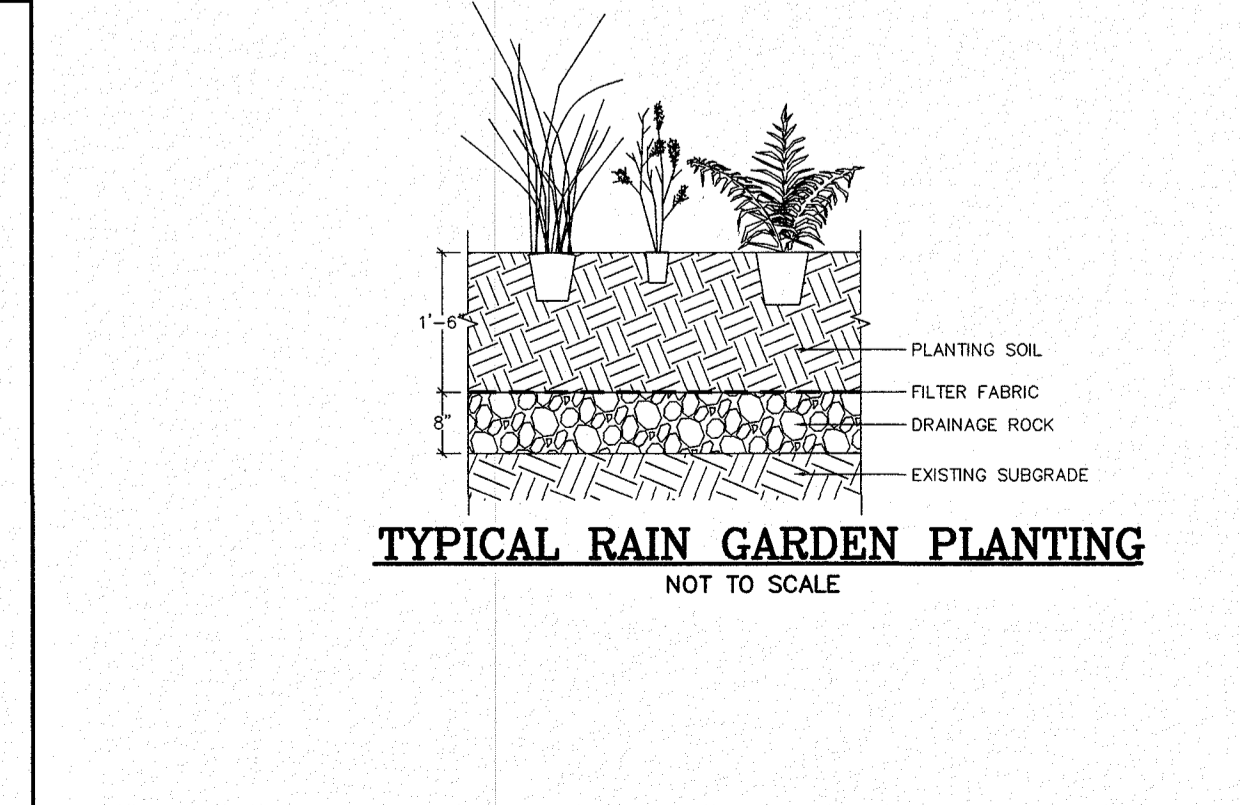 1'-6"
PLANTING SOIL
FILTER FABRIC
8"
DRAINAGE ROCK
EXISTING SUBGRADE
TYPICAL RAIN GARDEN PLANTING
NOT TO SCALE